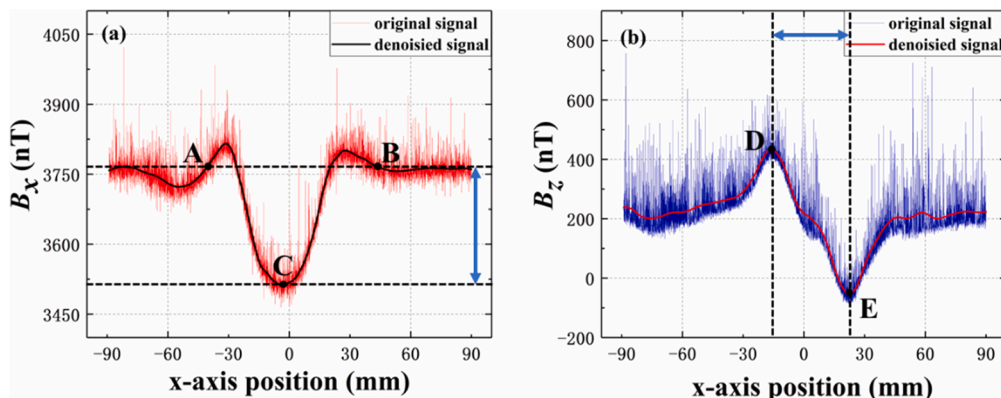 (a)
original signal
denoisied signal
4050
3900
3750
3600
3450
Bx (nT)
A
B
C
−90 −60 −30 0 30 60 90
x-axis position (mm)
(b)
original signal
denoisied signal
800
600
400
200
0
−200
Bz (nT)
D
E
−90 −60 −30 0 30 60 90
x-axis position (mm)